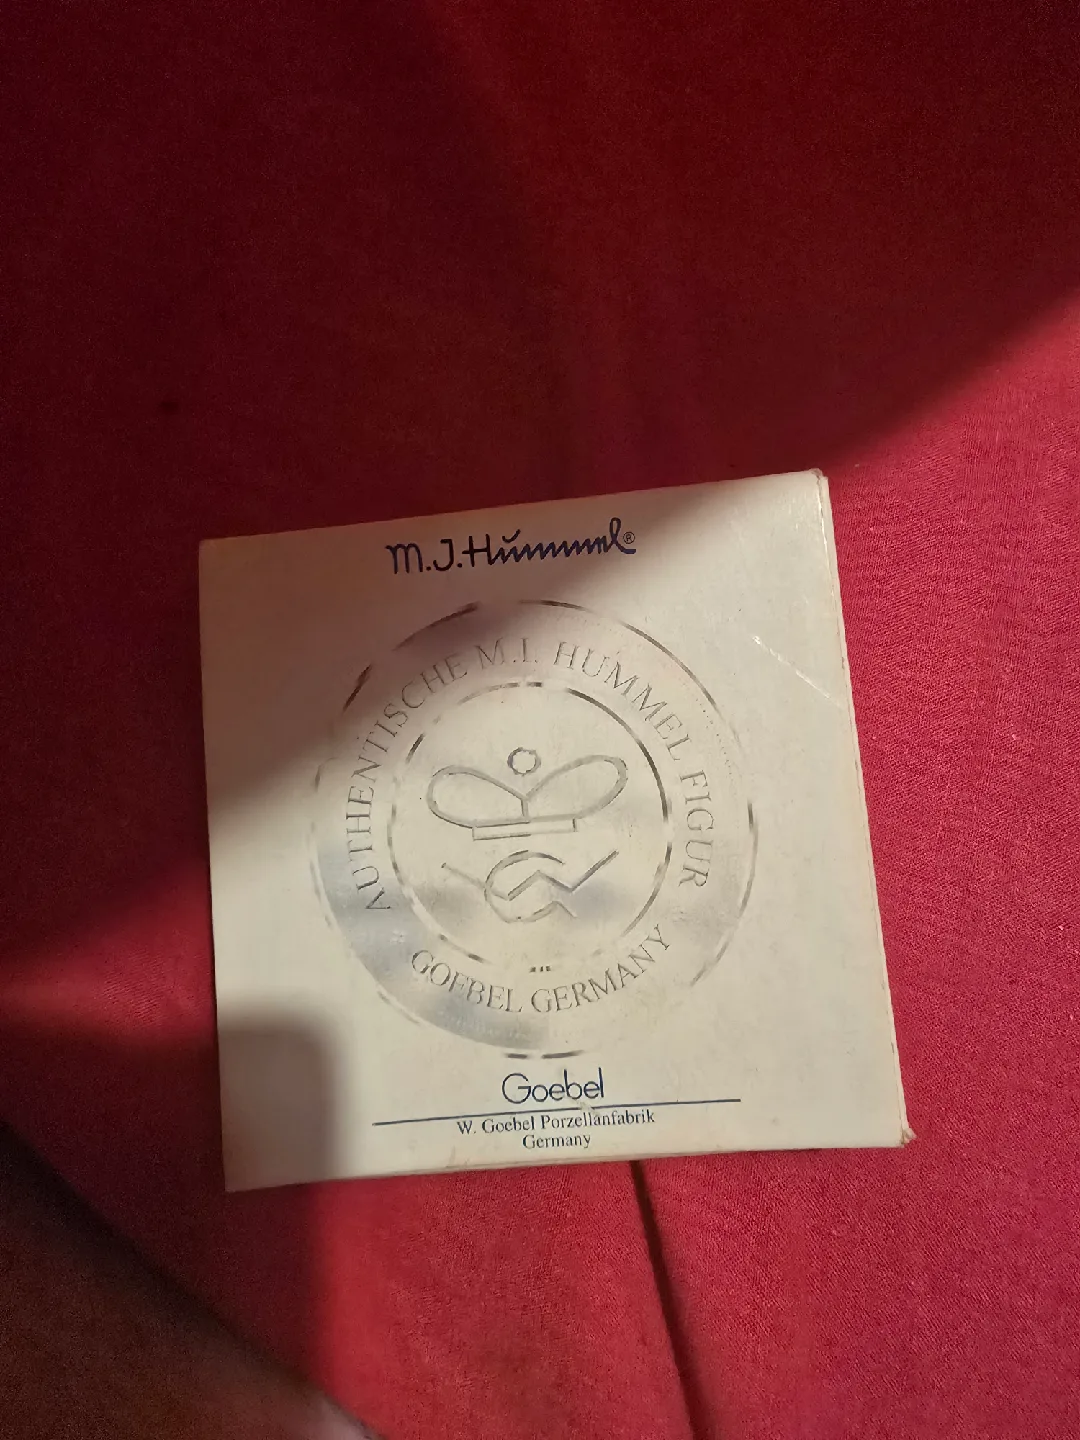 M.J.Hummel®
AUTHENTISCHE M.I. HUMMEL FIGUR
GOEBEL GERMANY
Goebel
W. Goebel Porzellanfabrik
Germany